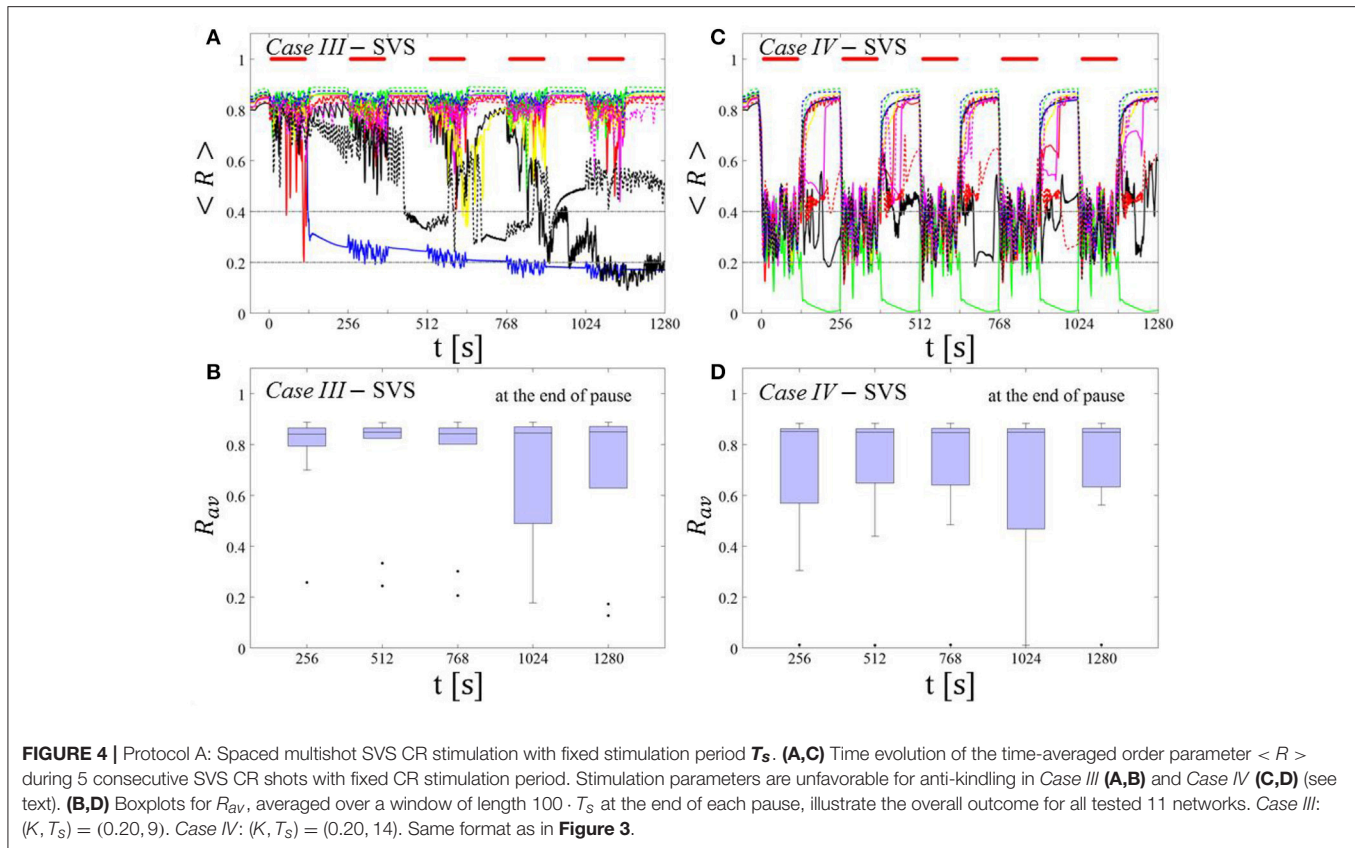 A
Case III – SVS
1
0.8
0.6
0.4
0.2
0
< R >
0 256 512 768 1024 1280
t [s]
C
Case IV – SVS
1
0.8
0.6
0.4
0.2
0
< R >
0 256 512 768 1024 1280
t [s]
B
Case III – SVS
at the end of pause
1
0.8
0.6
0.4
0.2
0
R_av
256 512 768 1024 1280
t [s]
D
Case IV – SVS
at the end of pause
1
0.8
0.6
0.4
0.2
0
R_av
256 512 768 1024 1280
t [s]
FIGURE 4 | Protocol A: Spaced multishot SVS CR stimulation with fixed stimulation period T_s. (A,C) Time evolution of the time-averaged order parameter < R >
during 5 consecutive SVS CR shots with fixed CR stimulation period. Stimulation parameters are unfavorable for anti-kindling in Case III (A,B) and Case IV (C,D) (see
text). (B,D) Boxplots for R_av, averaged over a window of length 100 · T_s at the end of each pause, illustrate the overall outcome for all tested 11 networks. Case III:
(K, T_s) = (0.20, 9). Case IV: (K, T_s) = (0.20, 14). Same format as in Figure 3.